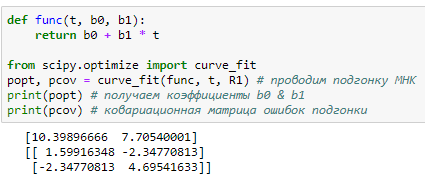 def func(t, b0, b1):
    return b0 + b1 * t
from scipy.optimize import curve_fit
popt, pcov = curve_fit(func, t, R1) # проводим подгонку МНК
print(popt) # получаем коэффициенты b0 & b1
print(pcov) # ковариационная матрица ошибок подгонки
[10.39896666  7.70540001]
[[ 1.59916348 -2.34770813]
 [-2.34770813  4.69541633]]